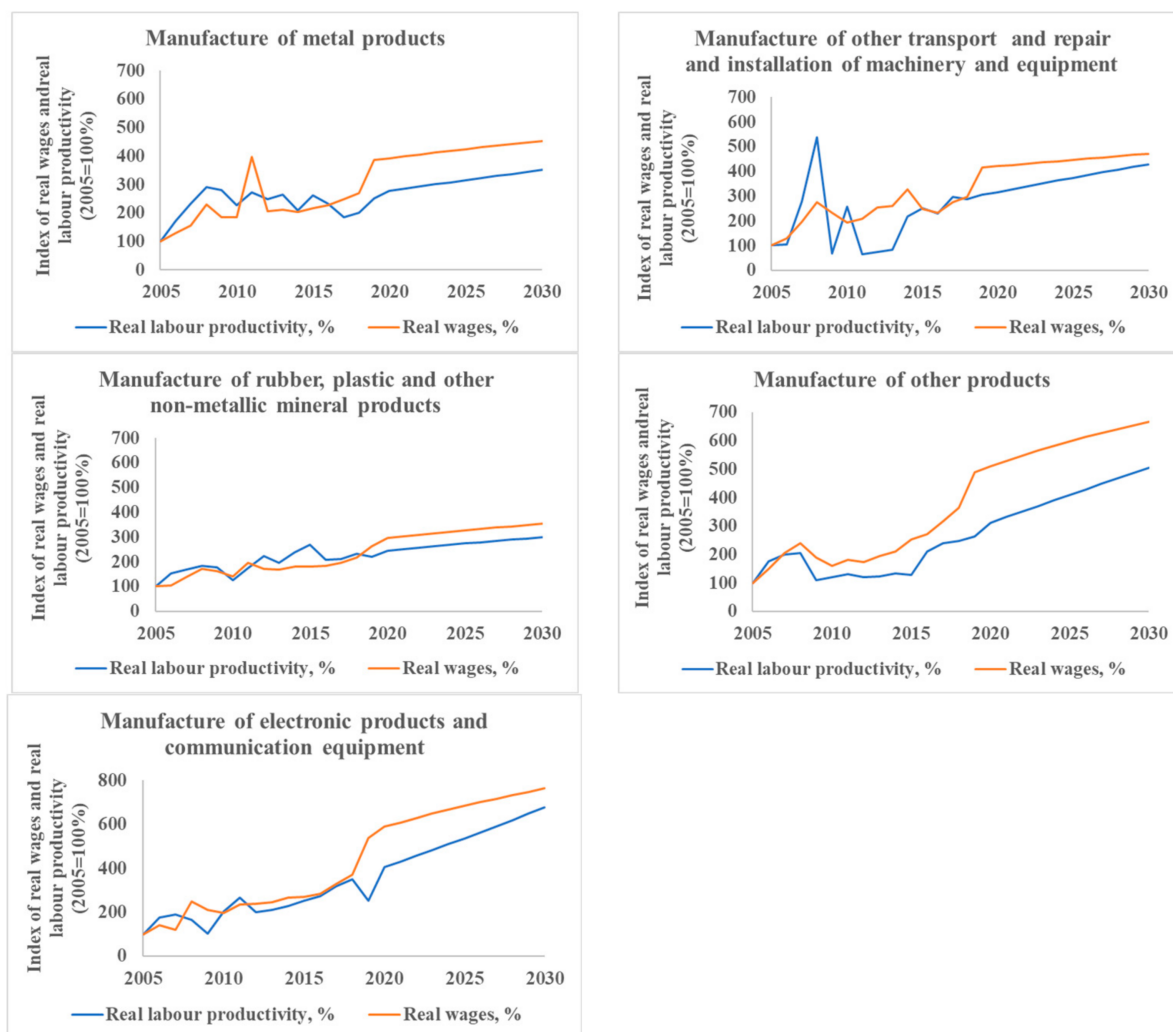 Manufacture of metal products
Index of real wages andreal
labour productivity
(2005=100%)
700
600
500
400
300
200
100
0
2005 2010 2015 2020 2025 2030
Real labour productivity, % Real wages, %
Manufacture of other transport and repair
and installation of machinery and equipment
Index of real wages and real
labour productivity
(2005=100%)
700
600
500
400
300
200
100
0
2005 2010 2015 2020 2025 2030
Real labour productivity, % Real wages, %
Manufacture of rubber, plastic and other
non-metallic mineral products
Index of real wages and real
labour productivity
(2005=100%)
700
600
500
400
300
200
100
0
2005 2010 2015 2020 2025 2030
Real labour productivity, % Real wages, %
Manufacture of other products
Index of real wages andreal
labour productivity
(2005=100%)
700
600
500
400
300
200
100
0
2005 2010 2015 2020 2025 2030
Real labour productivity, % Real wages, %
Manufacture of electronic products and
communication equipment
Index of real wages and real
labour productivity
(2005=100%)
800
600
400
200
0
2005 2010 2015 2020 2025 2030
Real labour productivity, % Real wages, %